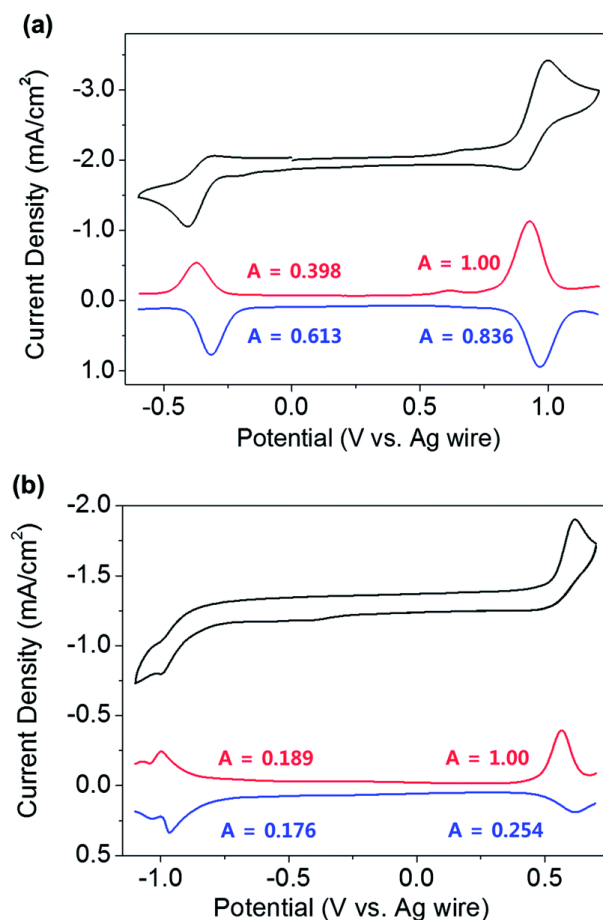 (a)
-3.0
-2.0
-1.0
0.0
1.0
Current Density (mA/cm²)
A = 0.398
A = 1.00
A = 0.613
A = 0.836
-0.5
0.0
0.5
1.0
Potential (V vs. Ag wire)
(b)
-2.0
-1.5
-1.0
-0.5
0.0
0.5
Current Density (mA/cm²)
A = 0.189
A = 1.00
A = 0.176
A = 0.254
-1.0
-0.5
0.0
0.5
Potential (V vs. Ag wire)